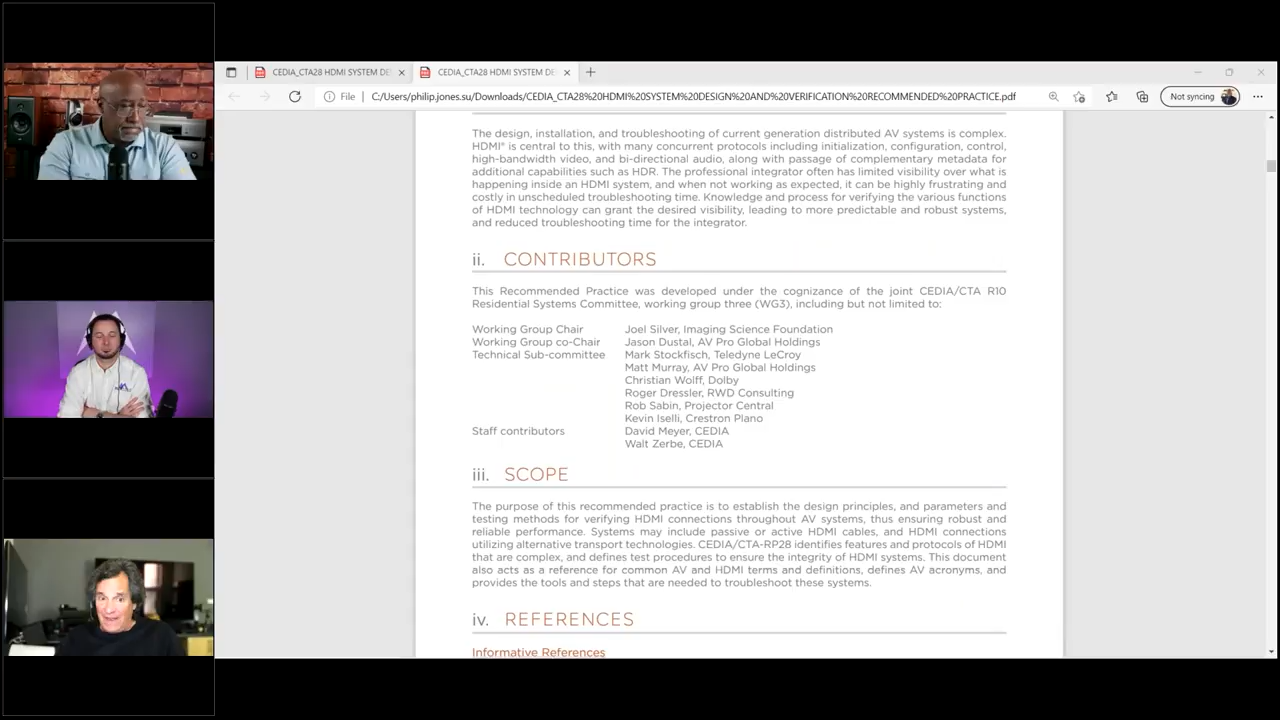 CEDIA_CTA28 HDMI SYSTEM DE
CEDIA_CTA28 HDMI SYSTEM DE
File
C:/Users/philip.jones.su/Downloads/CEDIA_CTA28%20HDMI%20SYSTEM%20DESIGN%20AND%20VERIFICATION%20RECOMMENDED%20PRACTICE.pdf
Not syncing
The design, installation, and troubleshooting of current generation distributed AV systems is complex.
HDMI® is central to this, with many concurrent protocols including initialization, configuration, control,
high-bandwidth video, and bi-directional audio, along with passage of complementary metadata for
additional capabilities such as HDR. The professional integrator often has limited visibility over what is
happening inside an HDMI system, and when not working as expected, it can be highly frustrating and
costly in unscheduled troubleshooting time. Knowledge and process for verifying the various functions
of HDMI technology can grant the desired visibility, leading to more predictable and robust systems,
and reduced troubleshooting time for the integrator.
ii. CONTRIBUTORS
This Recommended Practice was developed under the cognizance of the joint CEDIA/CTA R10
Residential Systems Committee, working group three (WG3), including but not limited to:
Working Group Chair Joel Silver, Imaging Science Foundation
Working Group co-Chair Jason Dustal, AV Pro Global Holdings
Technical Sub-committee Mark Stockfisch, Teledyne LeCroy
Matt Murray, AV Pro Global Holdings
Christian Wolff, Dolby
Roger Dressler, RWD Consulting
Rob Sabin, Projector Central
Kevin Iselli, Crestron Plano
Staff contributors David Meyer, CEDIA
Walt Zerbe, CEDIA
iii. SCOPE
The purpose of this recommended practice is to establish the design principles, and parameters and
testing methods for verifying HDMI connections throughout AV systems, thus ensuring robust and
reliable performance. Systems may include passive or active HDMI cables, and HDMI connections
utilizing alternative transport technologies. CEDIA/CTA-RP28 identifies features and protocols of HDMI
that are complex, and defines test procedures to ensure the integrity of HDMI systems. This document
also acts as a reference for common AV and HDMI terms and definitions, defines AV acronyms, and
provides the tools and steps that are needed to troubleshoot these systems.
iv. REFERENCES
Informative References